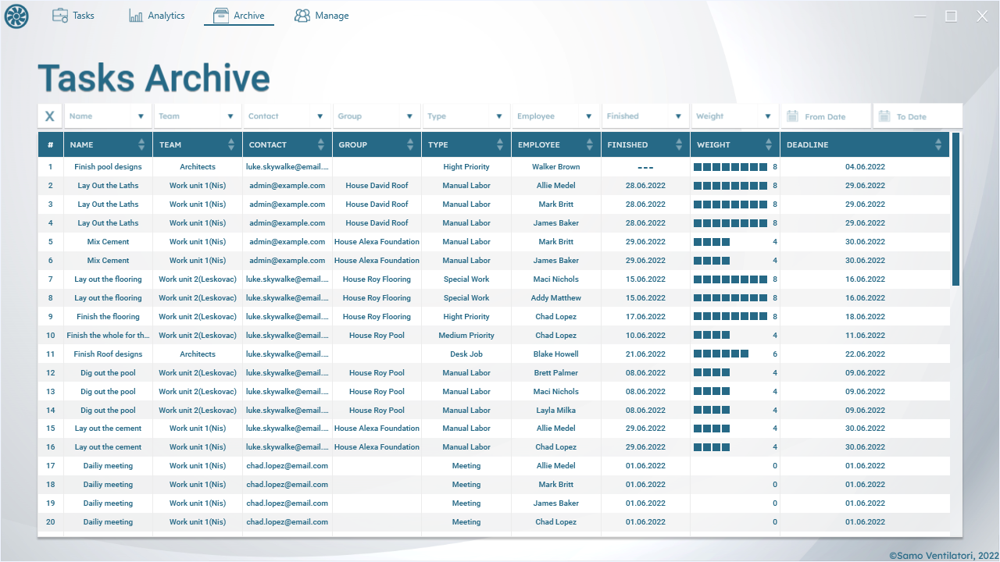 Tasks Analytics Archive Manage
Tasks Archive
X Name Team Contact Group Type Employee Finished Weight From Date To Date
# NAME TEAM CONTACT GROUP TYPE EMPLOYEE FINISHED WEIGHT DEADLINE
1 Finish pool designs Architects luke.skywalke@email.... Hight Priority Walker Brown --- 8 04.06.2022
2 Lay Out the Laths Work unit 1(Nis) admin@example.com House David Roof Manual Labor Allie Medel 28.06.2022 8 29.06.2022
3 Lay Out the Laths Work unit 1(Nis) admin@example.com House David Roof Manual Labor Mark Britt 28.06.2022 8 29.06.2022
4 Lay Out the Laths Work unit 1(Nis) admin@example.com House David Roof Manual Labor James Baker 28.06.2022 8 29.06.2022
5 Mix Cement Work unit 1(Nis) admin@example.com House Alexa Foundation Manual Labor Mark Britt 29.06.2022 4 30.06.2022
6 Mix Cement Work unit 1(Nis) admin@example.com House Alexa Foundation Manual Labor James Baker 29.06.2022 4 30.06.2022
7 Lay out the flooring Work unit 2(Leskovac) luke.skywalke@email.... House Roy Flooring Special Work Maci Nichols 15.06.2022 8 16.06.2022
8 Lay out the flooring Work unit 2(Leskovac) luke.skywalke@email.... House Roy Flooring Special Work Addy Matthew 15.06.2022 8 16.06.2022
9 Finish the flooring Work unit 2(Leskovac) luke.skywalke@email.... House Roy Flooring Hight Priority Chad Lopez 17.06.2022 8 18.06.2022
10 Finish the whole for th... Work unit 2(Leskovac) luke.skywalke@email.... House Roy Pool Medium Priority Chad Lopez 10.06.2022 4 11.06.2022
11 Finish Roof designs Architects luke.skywalke@email.... Desk Job Blake Howell 21.06.2022 6 22.06.2022
12 Dig out the pool Work unit 2(Leskovac) luke.skywalke@email.... House Roy Pool Manual Labor Brett Palmer 08.06.2022 4 09.06.2022
13 Dig out the pool Work unit 2(Leskovac) luke.skywalke@email.... House Roy Pool Manual Labor Maci Nichols 08.06.2022 4 09.06.2022
14 Dig out the pool Work unit 2(Leskovac) luke.skywalke@email.... House Roy Pool Manual Labor Layla Milka 08.06.2022 4 09.06.2022
15 Lay out the cement Work unit 1(Nis) luke.skywalke@email.... House Alexa Foundation Manual Labor Allie Medel 29.06.2022 4 30.06.2022
16 Lay out the cement Work unit 1(Nis) luke.skywalke@email.... House Alexa Foundation Manual Labor Chad Lopez 29.06.2022 4 30.06.2022
17 Dailiy meeting Work unit 1(Nis) chad.lopez@email.com Meeting Allie Medel 01.06.2022 0 01.06.2022
18 Dailiy meeting Work unit 1(Nis) chad.lopez@email.com Meeting Mark Britt 01.06.2022 0 01.06.2022
19 Dailiy meeting Work unit 1(Nis) chad.lopez@email.com Meeting James Baker 01.06.2022 0 01.06.2022
20 Dailiy meeting Work unit 1(Nis) chad.lopez@email.com Meeting Chad Lopez 01.06.2022 0 01.06.2022
©Samo Ventilatori, 2022